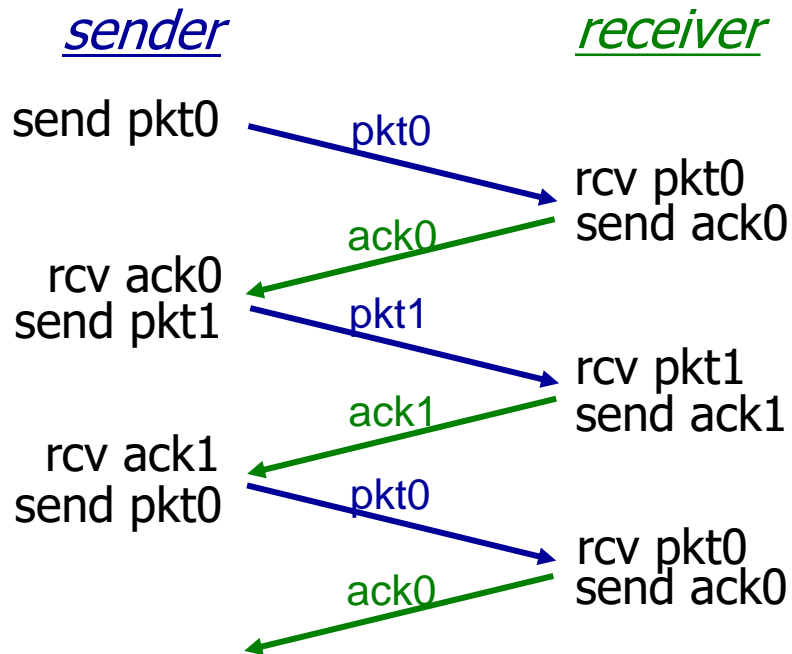 sender
receiver
send pkt0
pkt0
rcv pkt0
send ack0
ack0
rcv ack0
send pkt1
pkt1
rcv pkt1
send ack1
ack1
rcv ack1
send pkt0
pkt0
rcv pkt0
send ack0
ack0